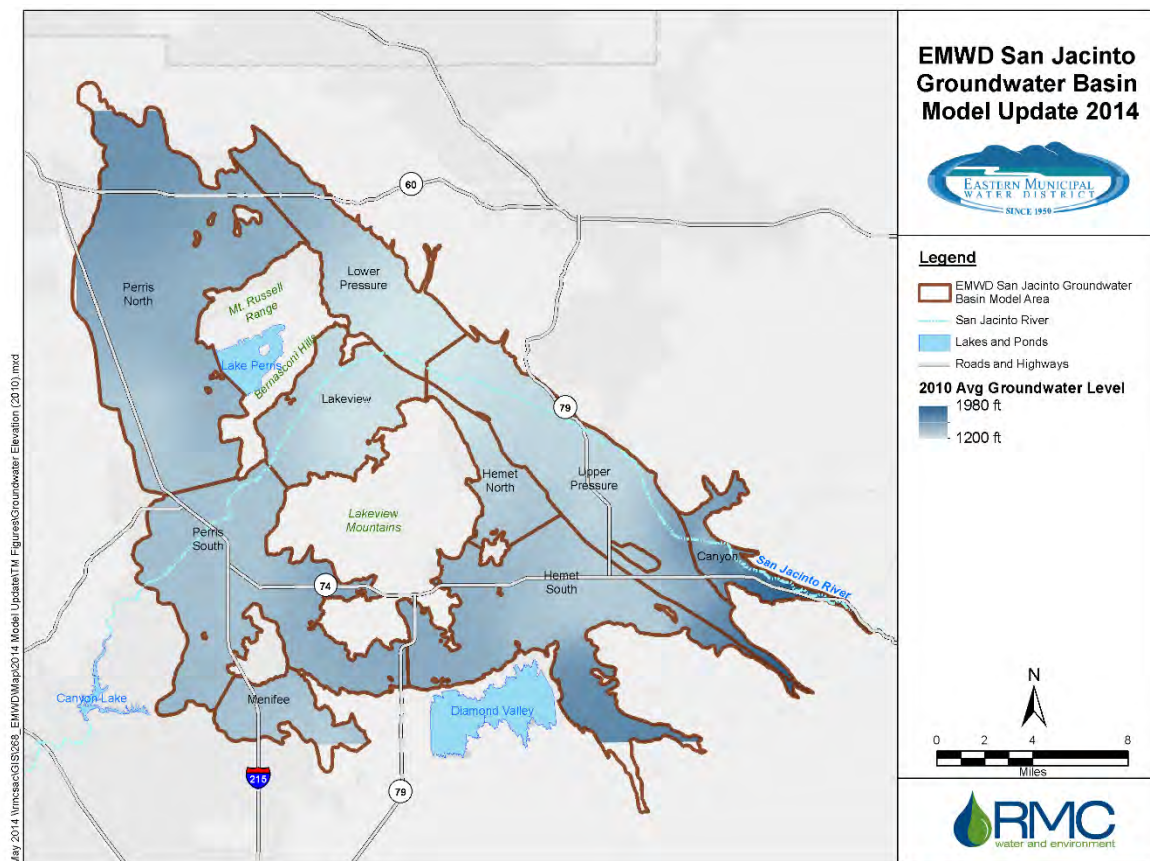 EMWD San Jacinto
Groundwater Basin
Model Update 2014
EASTERN MUNICIPAL
WATER DISTRICT
SINCE 1950
Legend
EMWD San Jacinto Groundwater
Basin Model Area
San Jacinto River
Lakes and Ponds
Roads and Highways
2010 Avg Groundwater Level
1980 ft
1200 ft
N
0 2 4 8
Miles
RMC
water and environment
60
Perris
North
Lower
Pressure
Mt. Russell
Range
Lake Perris
Bernasconi Hills
Lakeview
79
Hemet
North
Upper
Pressure
Lakeview
Mountains
Perris
South
Canyon
San Jacinto River
74
Hemet
South
Canyon Lake
Menifee
Diamond Valley
215
79
May 2014 \\rmcsac\GIS\268_EMWD\Map\2014 Model Update\TM Figures\Groundwater Elevation (2010).mxd